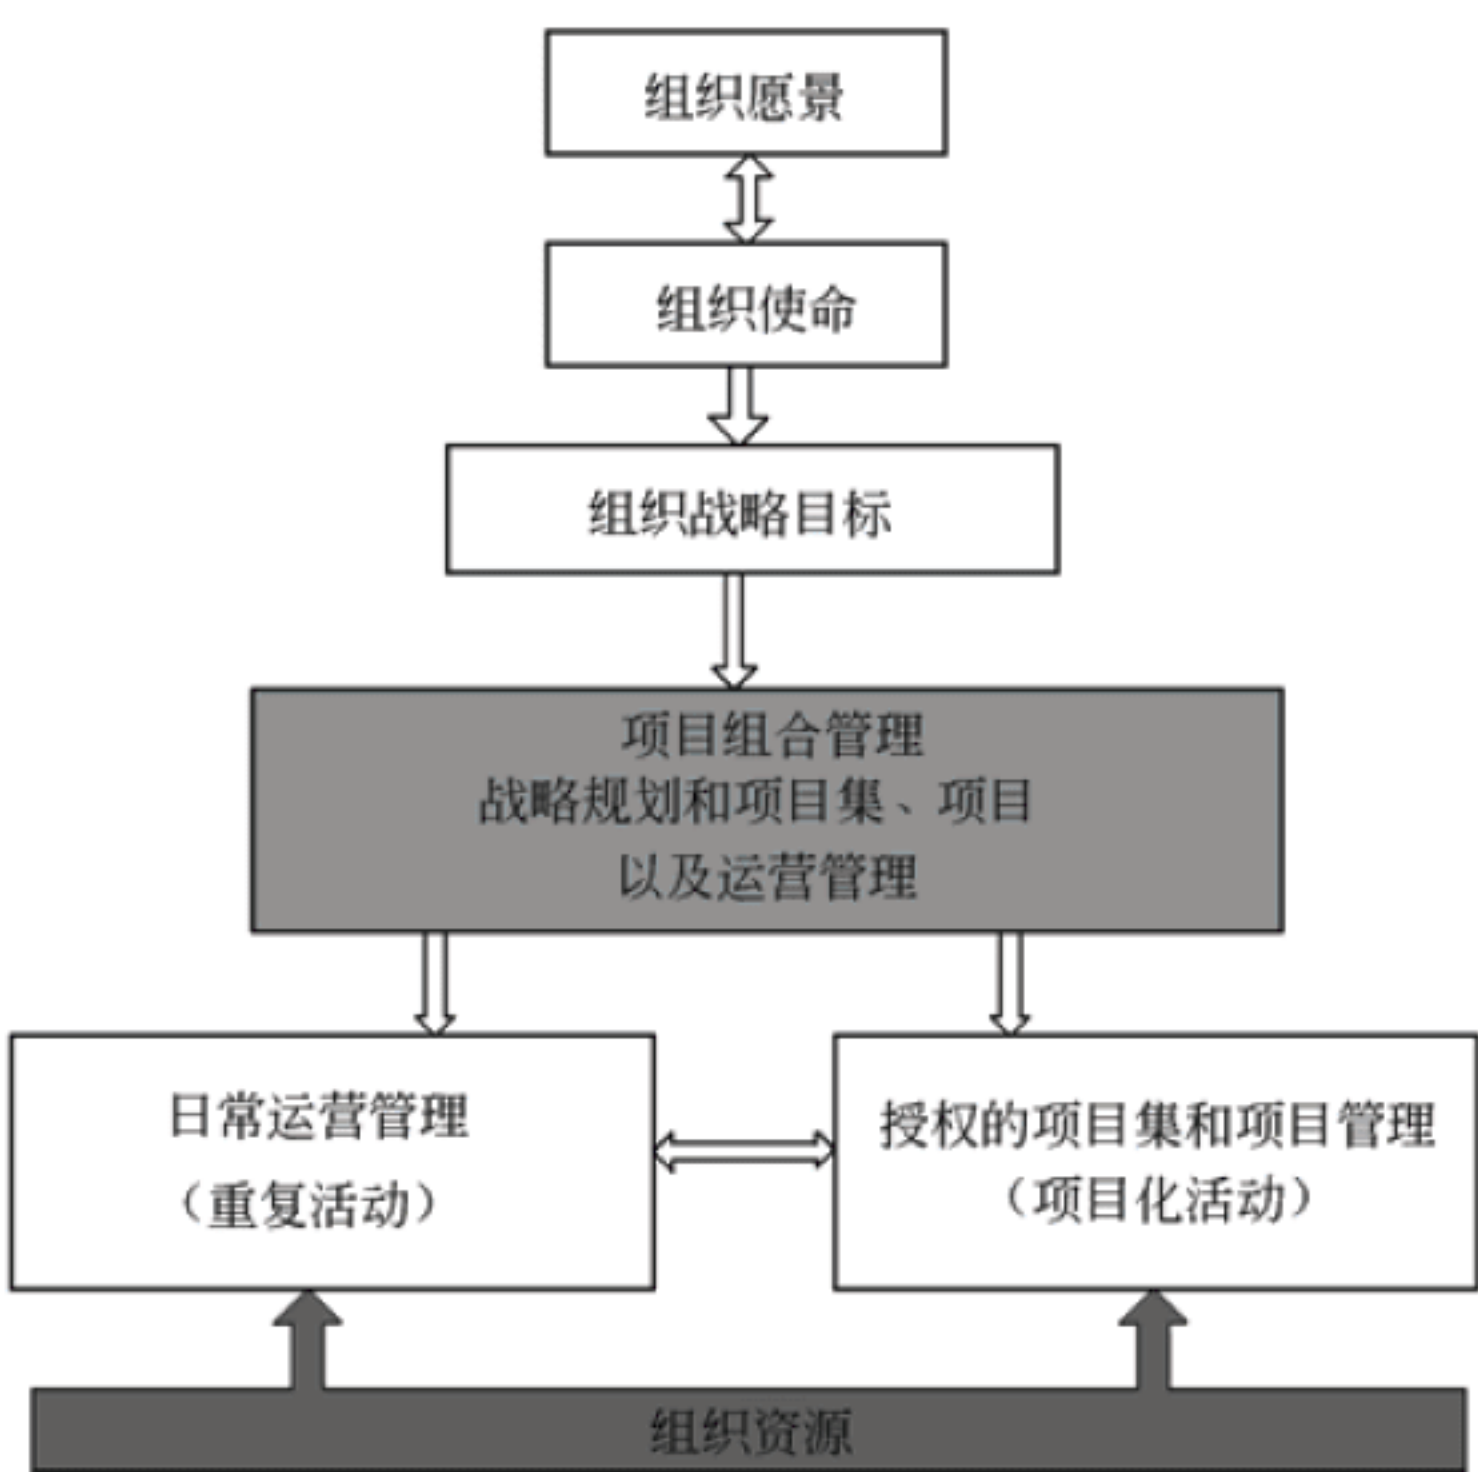 组织愿景
组织使命
组织战略目标
项目组合管理
战略规划和项目集、项目
以及运营管理
日常运营管理
（重复活动）
授权的项目集和项目管理
（项目化活动）
组织资源